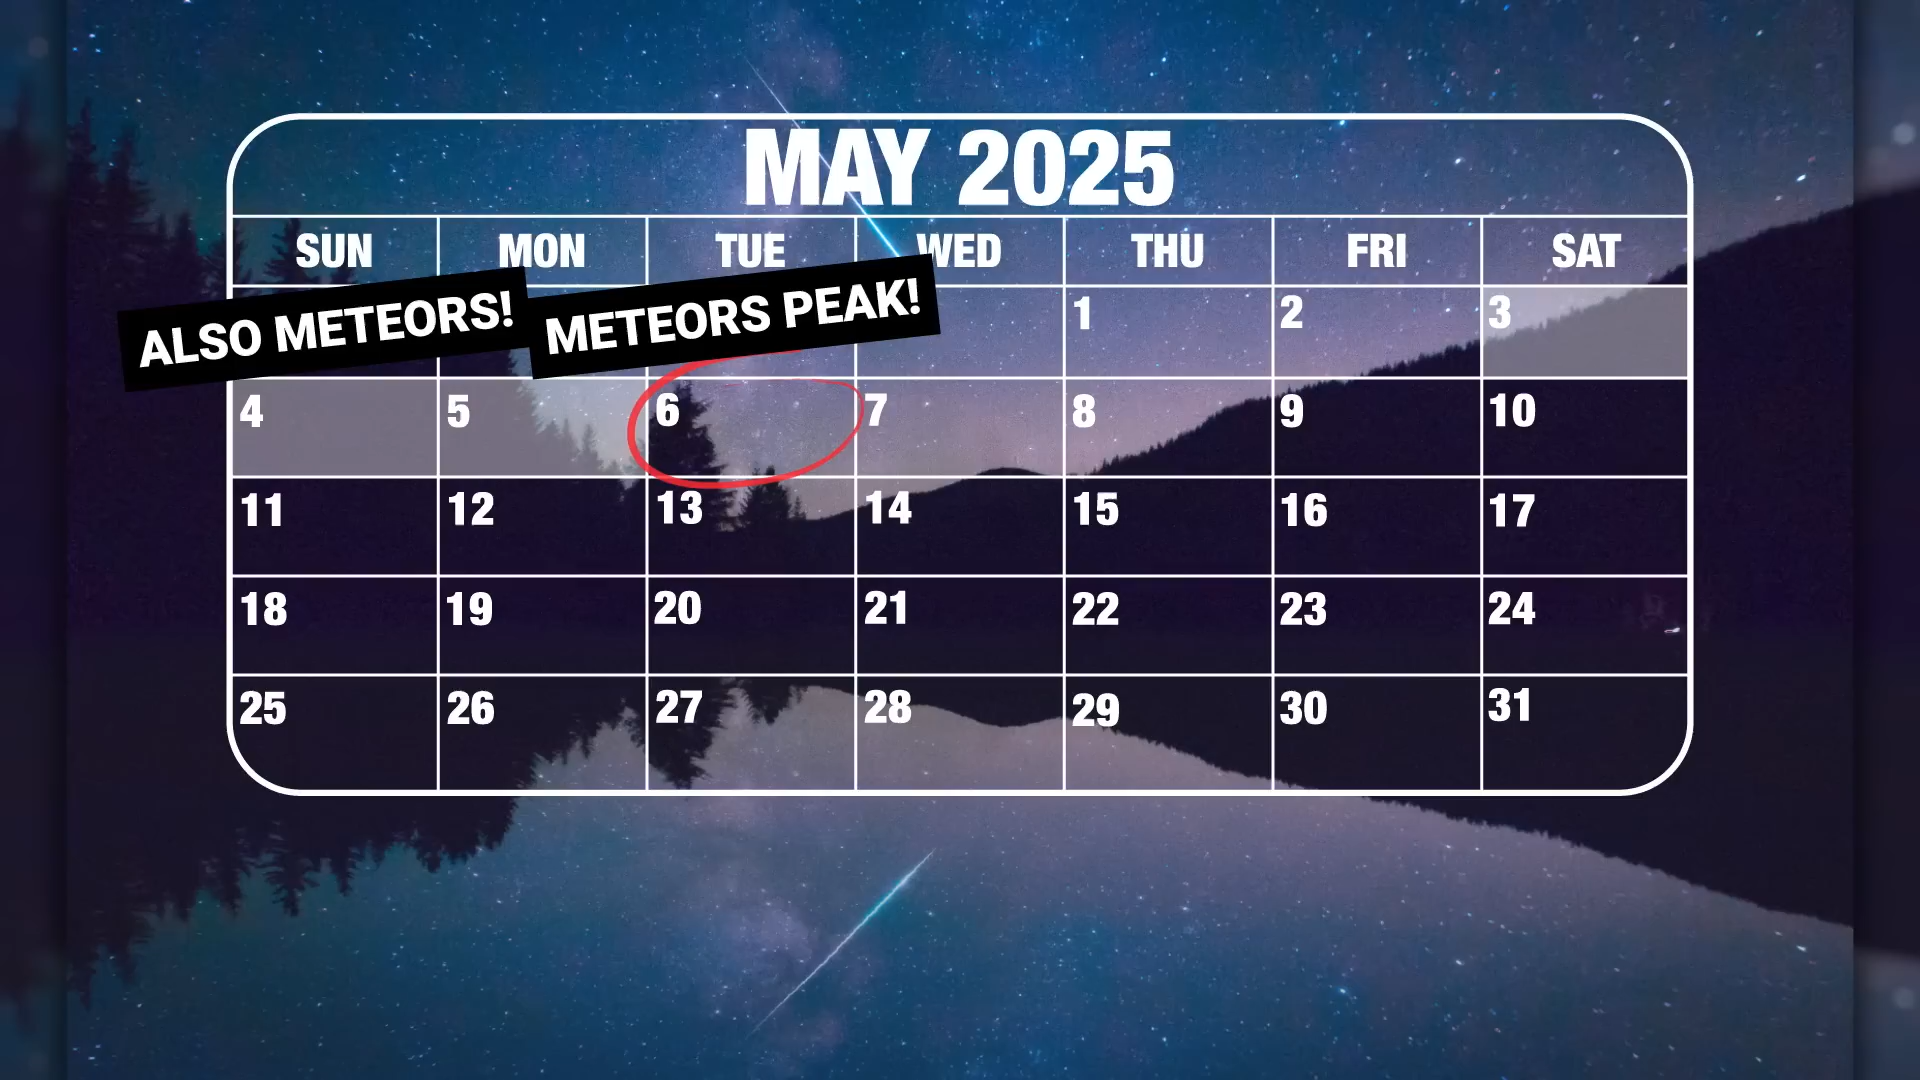 MAY 2025
SUN MON TUE WED THU FRI SAT
ALSO METEORS! METEORS PEAK!
1 2 3
4 5 6 7 8 9 10
11 12 13 14 15 16 17
18 19 20 21 22 23 24
25 26 27 28 29 30 31